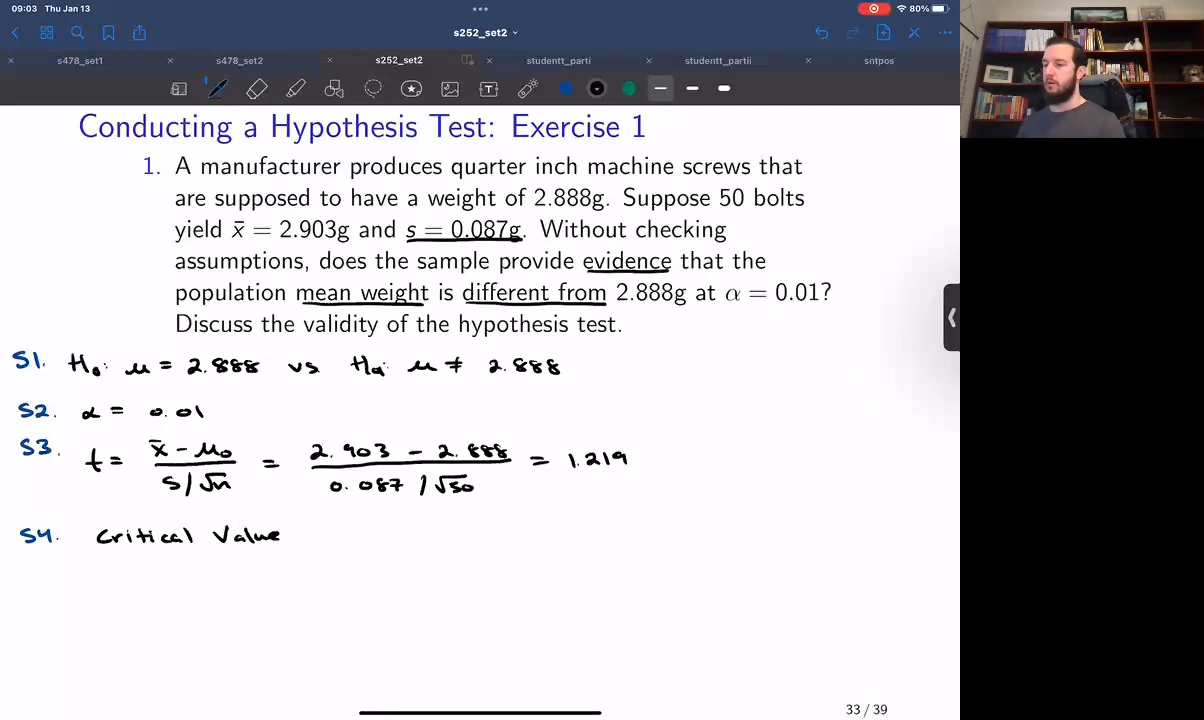 09:03 Thu Jan 13
80%
s252_set2
s478_set1
s478_set2
s252_set2
studentt_parti
studentt_partii
sntpos
Conducting a Hypothesis Test: Exercise 1
1. A manufacturer produces quarter inch machine screws that
are supposed to have a weight of 2.888g. Suppose 50 bolts
yield x̄ = 2.903g and s = 0.087g. Without checking
assumptions, does the sample provide evidence that the
population mean weight is different from 2.888g at α = 0.01?
Discuss the validity of the hypothesis test.
S1. H₀: μ = 2.888 vs Hₐ: μ ≠ 2.888
S2. α = 0.01
S3. t = (x̄ - μ₀)/(s/√n) = (2.903 - 2.888)/(0.087/√50) = 1.219
S4. Critical Value
33 / 39